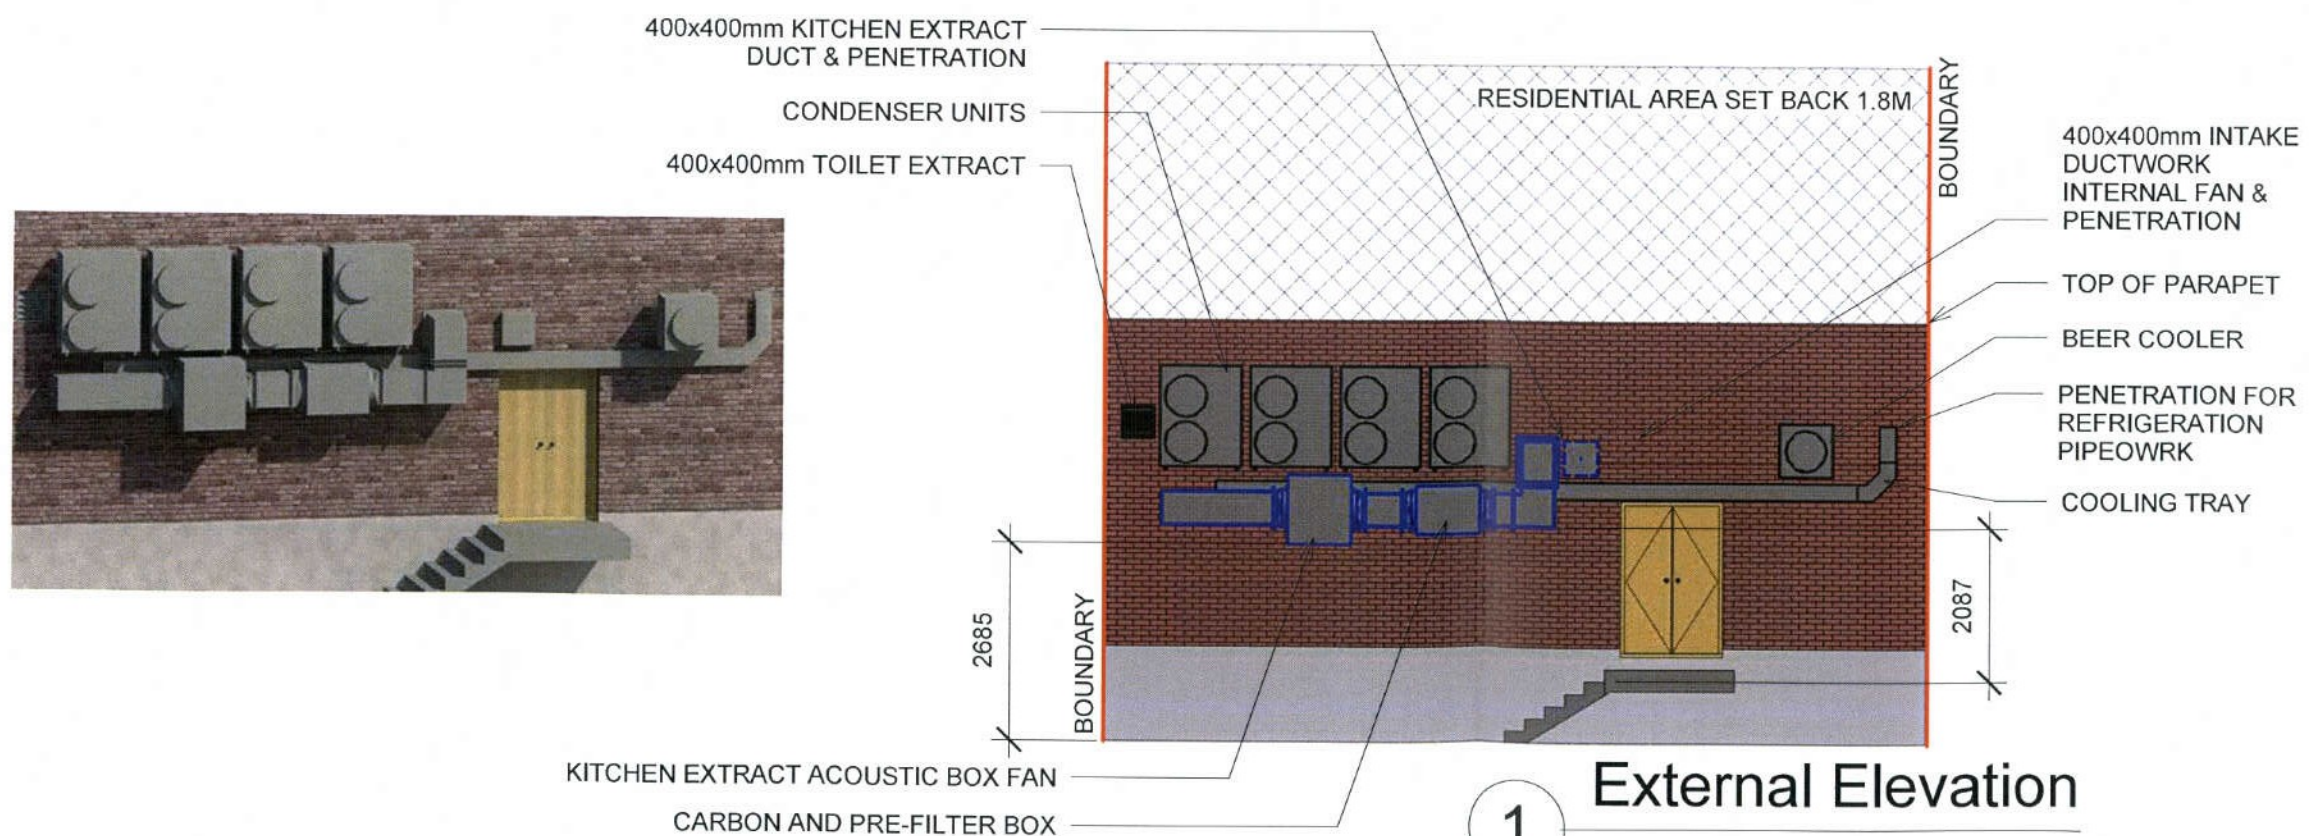 400x400mm KITCHEN EXTRACT
DUCT & PENETRATION
CONDENSER UNITS
400x400mm TOILET EXTRACT
RESIDENTIAL AREA SET BACK 1.8M
BOUNDARY
400x400mm INTAKE
DUCTWORK
INTERNAL FAN &
PENETRATION
TOP OF PARAPET
BEER COOLER
PENETRATION FOR
REFRIGERATION
PIPEOWRK
COOLING TRAY
2685
BOUNDARY
2087
KITCHEN EXTRACT ACOUSTIC BOX FAN
CARBON AND PRE-FILTER BOX
1
External Elevation